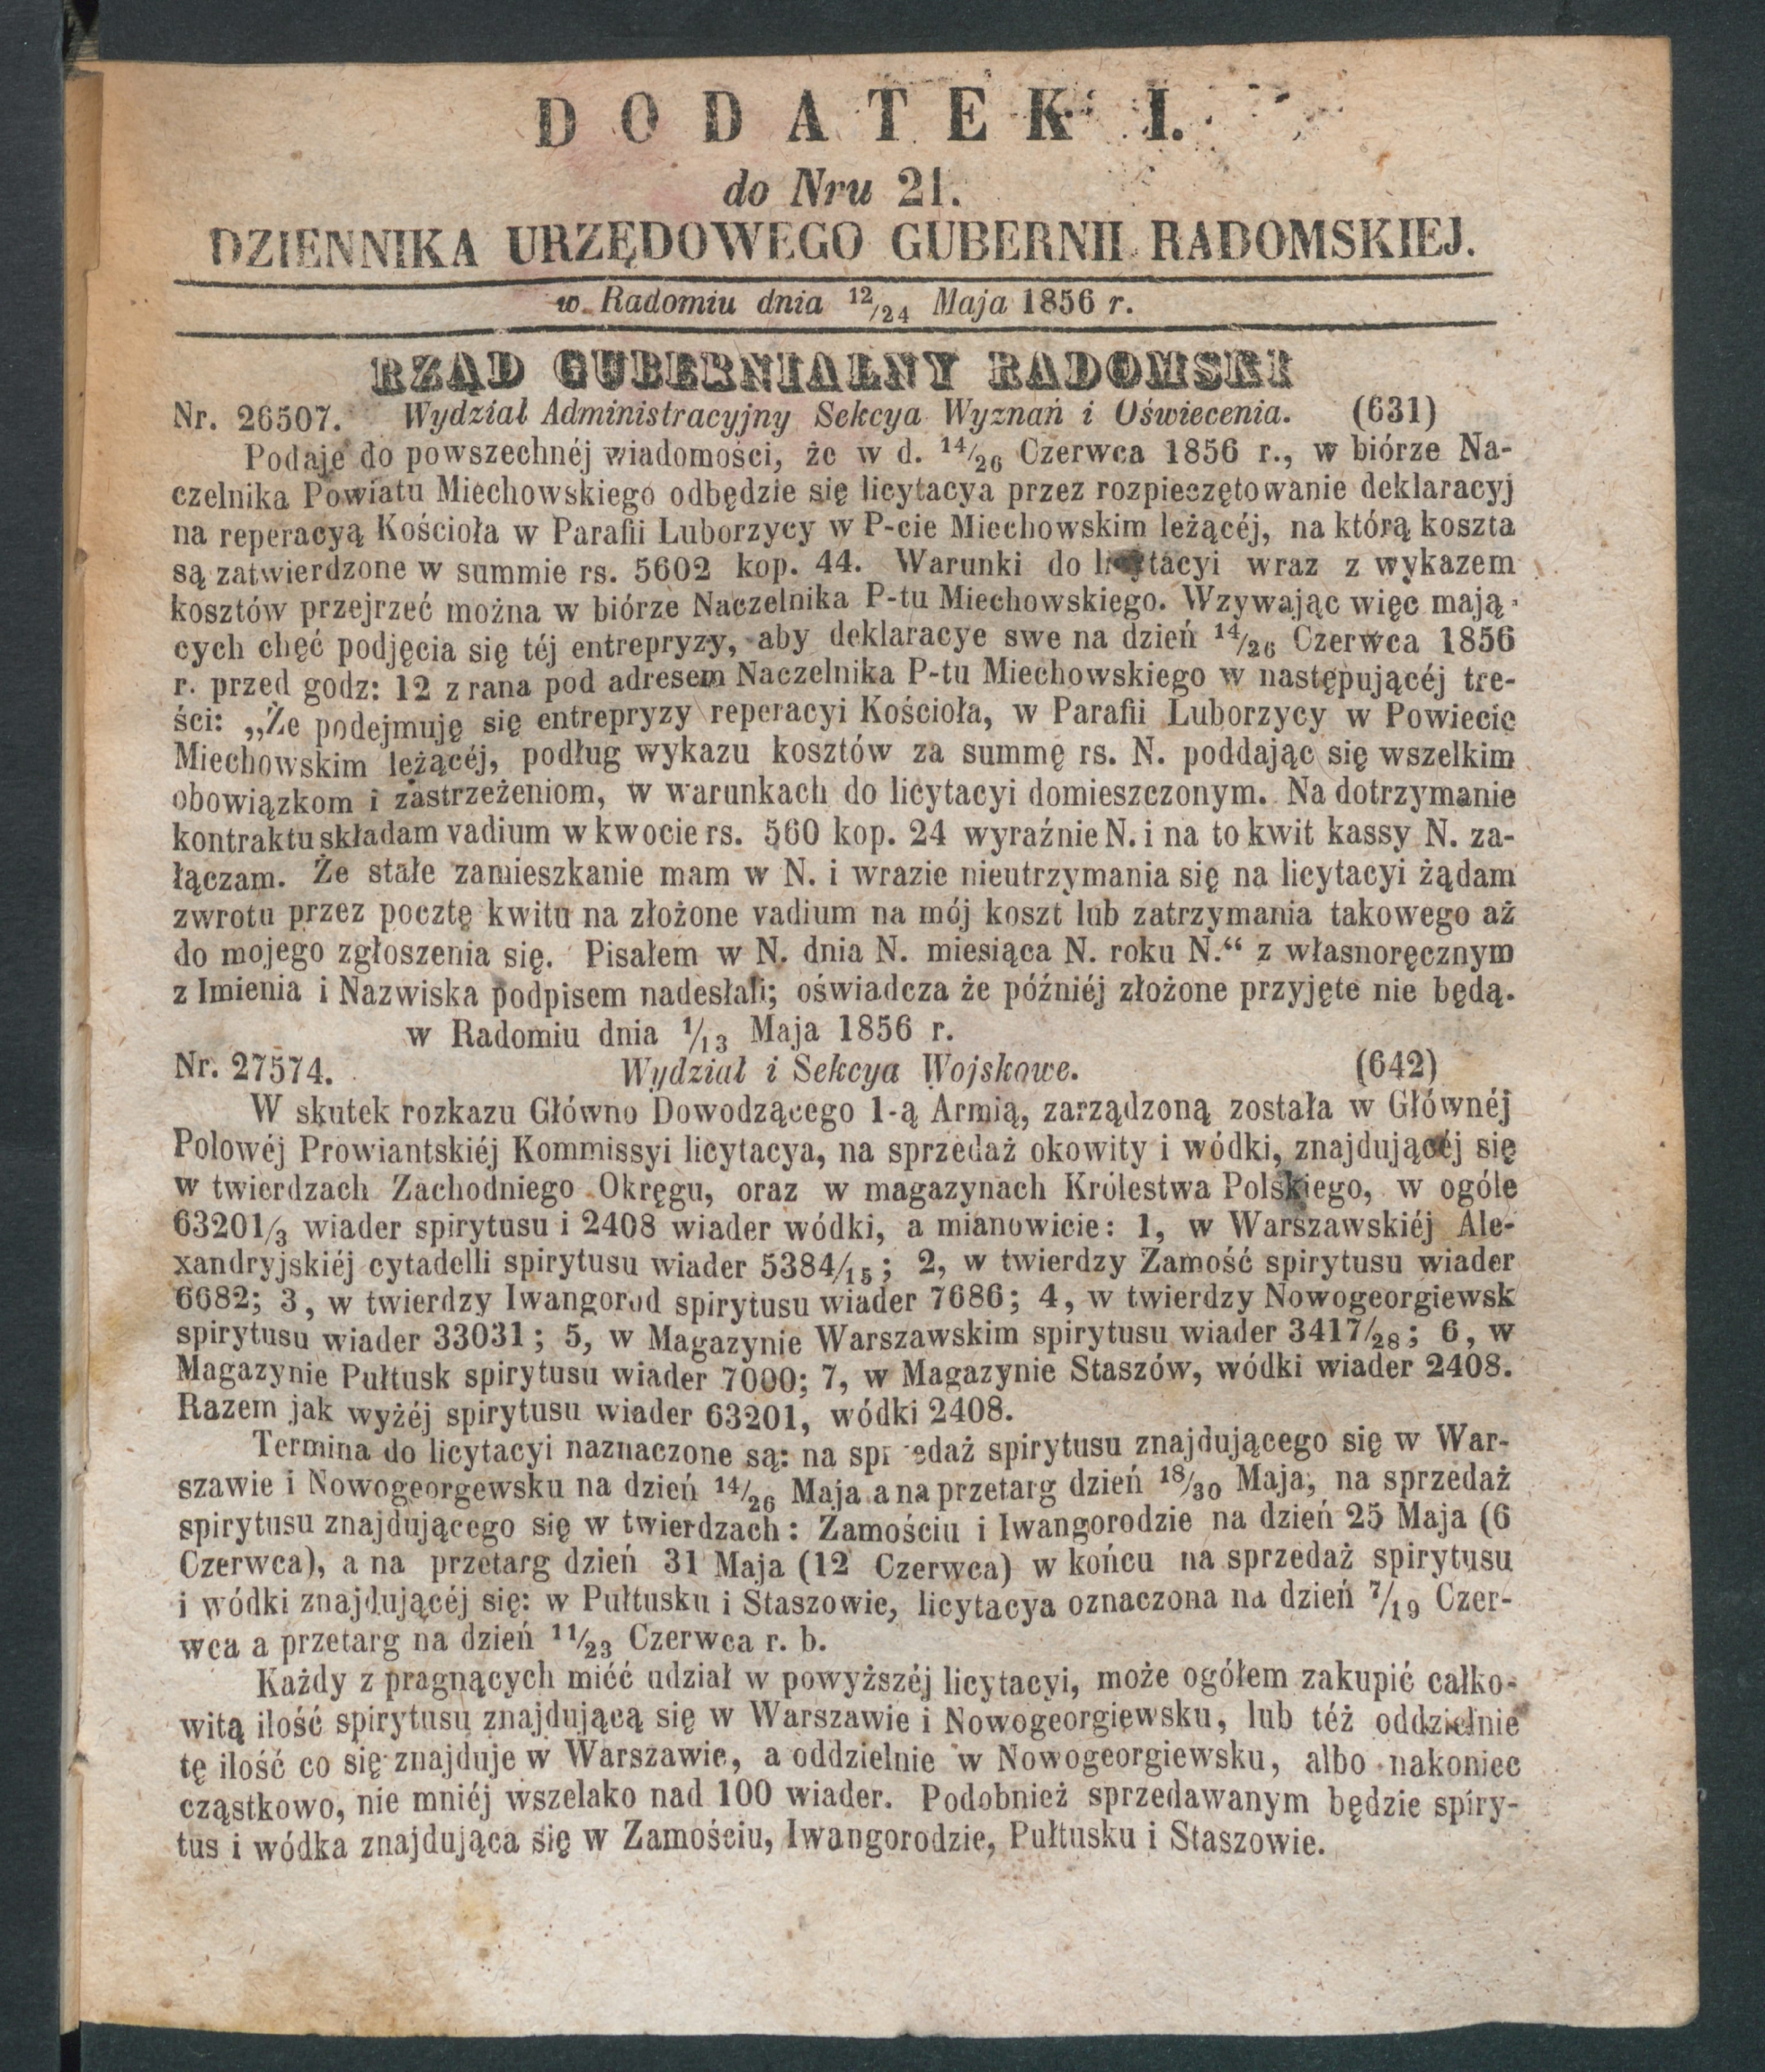 DODATEK I.
do Nru 21.
DZIENNIKA URZĘDOWEGO GUBERNII RADOMSKIEJ.
w Radomiu dnia 12/24 Maja 1856 r.
RZĄD GUBERNIALNY RADOMSKI
Nr. 26507. Wydział Administracyjny Sekcya Wyznań i Oświecenia. (631)
Podaje do powszechnéj wiadomości, że w d. 14/26 Czerwca 1856 r., w biórze Na-
czelnika Powiatu Miechowskiego odbędzie się licytacya przez rozpieczętowanie deklaracyj
na reperacyą Kościoła w Parafii Luborzycy w P-cie Miechowskim leżącéj, na którą koszta
są zatwierdzone w summie rs. 5602 kop. 44. Warunki do licytacyi wraz z wykazem
kosztów przejrzeć można w biórze Naczelnika P-tu Miechowskiego. Wzywając więc mają-
cych chęć podjęcia się téj entrepryzy, aby deklaracye swe na dzień 14/26 Czerwca 1856
r. przed godz: 12 z rana pod adresem Naczelnika P-tu Miechowskiego w następującéj tre-
ści: „Że podejmuję się entrepryzy reperacyi Kościoła, w Parafii Luborzycy w Powiecie
Miechowskim leżącéj, podług wykazu kosztów za summę rs. N. poddając się wszelkim
obowiązkom i zastrzeżeniom, w warunkach do licytacyi domieszczonym. Na dotrzymanie
kontraktu składam vadium w kwocie rs. 560 kop. 24 wyraźnie N. i na to kwit kassy N. za-
łączam. Że stałe zamieszkanie mam w N. i wrazie nieutrzymania się na licytacyi żądam
zwrotu przez pocztę kwitu na złożone vadium na mój koszt lub zatrzymania takowego aż
do mojego zgłoszenia się. Pisałem w N. dnia N. miesiąca N. roku N.“ z własnoręcznym
z Imienia i Nazwiska podpisem nadesłali; oświadcza że późniéj złożone przyjęte nie będą.
w Radomiu dnia 1/13 Maja 1856 r.
Nr. 27574. Wydział i Sekcya Wojskowe. (642)
W skutek rozkazu Główno Dowodzącego 1-ą Armią, zarządzoną została w Głównéj
Polowéj Prowiantskiéj Kommissyi licytacya, na sprzedaż okowity i wódki, znajdującéj się
w twierdzach Zachodniego Okręgu, oraz w magazynach Królestwa Polskiego, w ogóle
63201/3 wiader spirytusu i 2408 wiader wódki, a mianowicie: 1, w Warszawskiéj Ale-
xandryjskiéj cytadelli spirytusu wiader 5384/15; 2, w twierdzy Zamość spirytusu wiader
6682; 3, w twierdzy Iwangorod spirytusu wiader 7686; 4, w twierdzy Nowogeorgiewsk
spirytusu wiader 33031; 5, w Magazynie Warszawskim spirytusu wiader 3417/28; 6, w
Magazynie Pułtusk spirytusu wiader 7000; 7, w Magazynie Staszów, wódki wiader 2408.
Razem jak wyżéj spirytusu wiader 63201, wódki 2408.
Termina do licytacyi naznaczone są: na sprzedaż spirytusu znajdującego się w War-
szawie i Nowogeorgewsku na dzień 14/26 Maja a na przetarg dzień 18/30 Maja, na sprzedaż
spirytusu znajdującego się w twierdzach: Zamościu i Iwangorodzie na dzień 25 Maja (6
Czerwca), a na przetarg dzień 31 Maja (12 Czerwca) w końcu na sprzedaż spirytusu
i wódki znajdującéj się: w Pułtusku i Staszowie, licytacya oznaczona na dzień 7/19 Czer-
wca a przetarg na dzień 11/23 Czerwca r. b.
Każdy z pragnących mićć udział w powyższéj licytacyi, może ogółem zakupić całko-
witą ilość spirytusu znajdującą się w Warszawie i Nowogeorgiewsku, lub téż oddzielnie
tę ilość co się znajduje w Warszawie, a oddzielnie w Nowogeorgiewsku, albo nakoniec
cząstkowo, nie mniéj wszelako nad 100 wiader. Podobnież sprzedawanym będzie spiry-
tus i wódka znajdująca się w Zamościu, Iwangorodzie, Pułtusku i Staszowie.